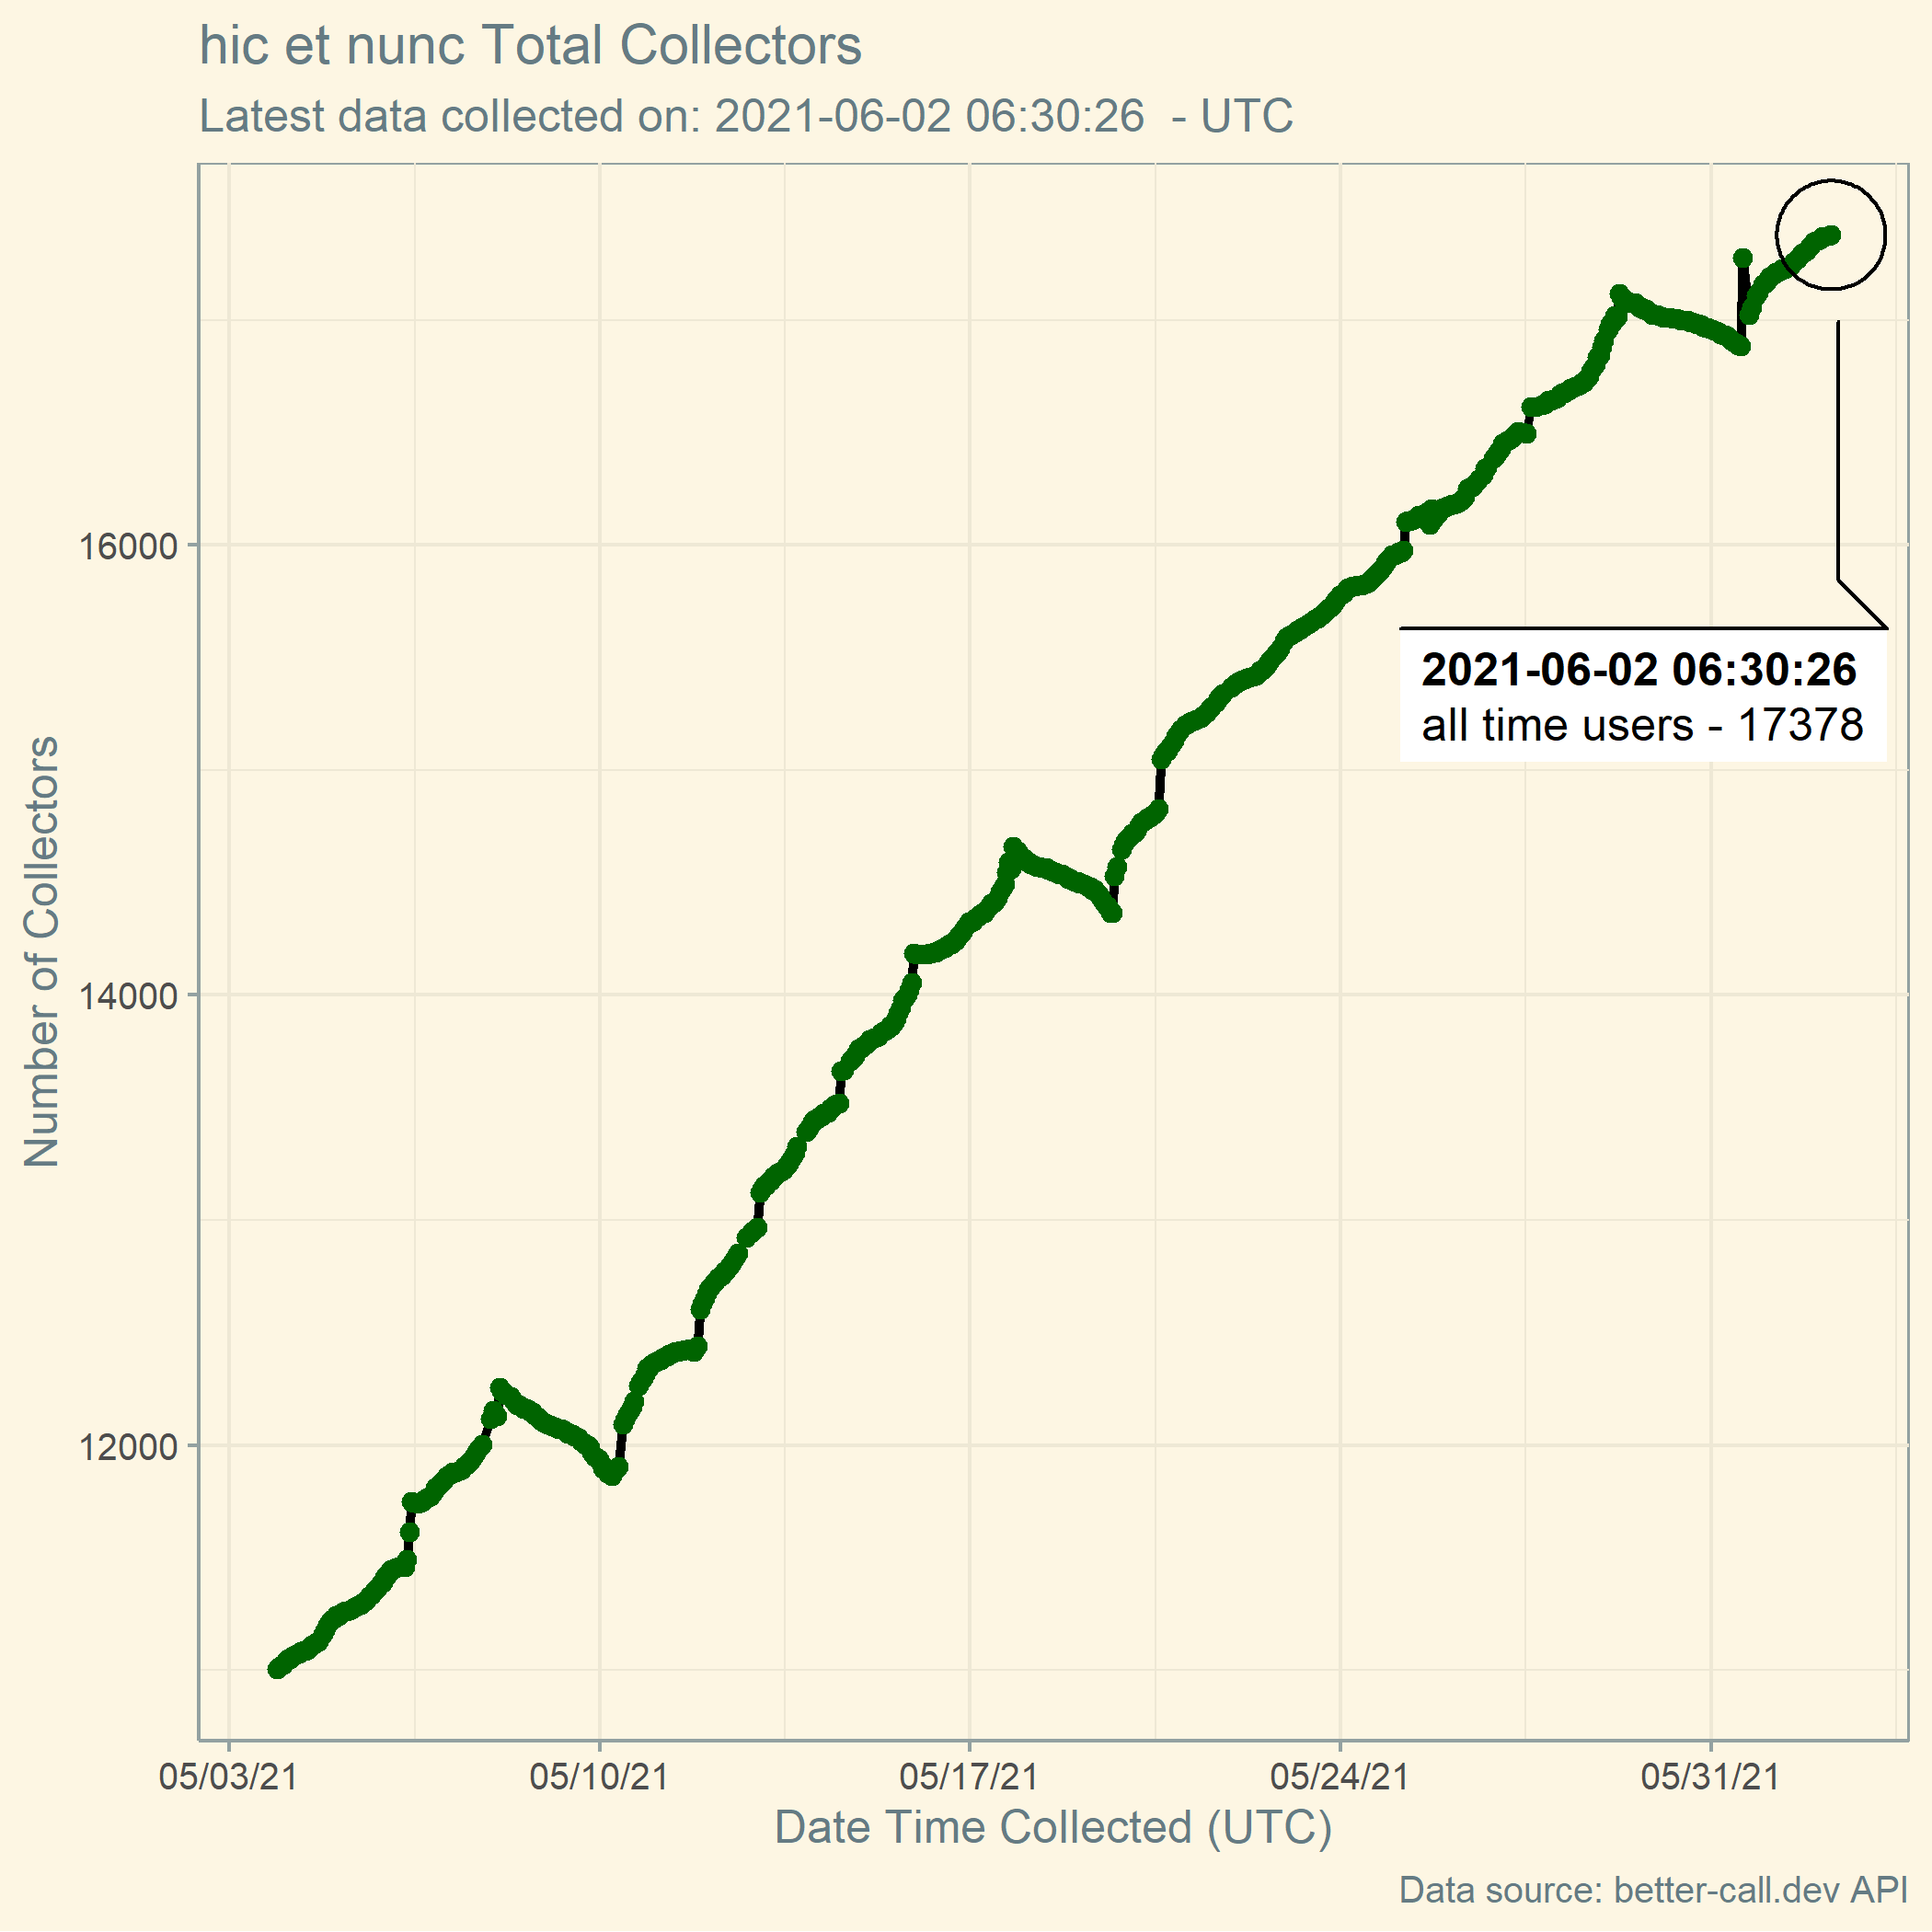 hic et nunc Total Collectors
Latest data collected on: 2021-06-02 06:30:26  - UTC
Number of Collectors
16000
14000
12000
2021-06-02 06:30:26
all time users - 17378
05/03/21 05/10/21 05/17/21 05/24/21 05/31/21
Date Time Collected (UTC)
Data source: better-call.dev API